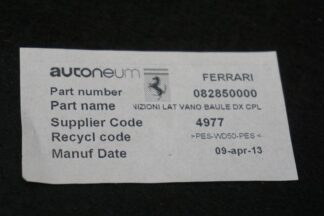 autoneum FERRARI
Part number 082850000
Part name NIZIONI LAT VANO BAULE DX CPL
Supplier Code 4977
Recycl code >PES-WD50-PES<
Manuf Date 09-apr-13